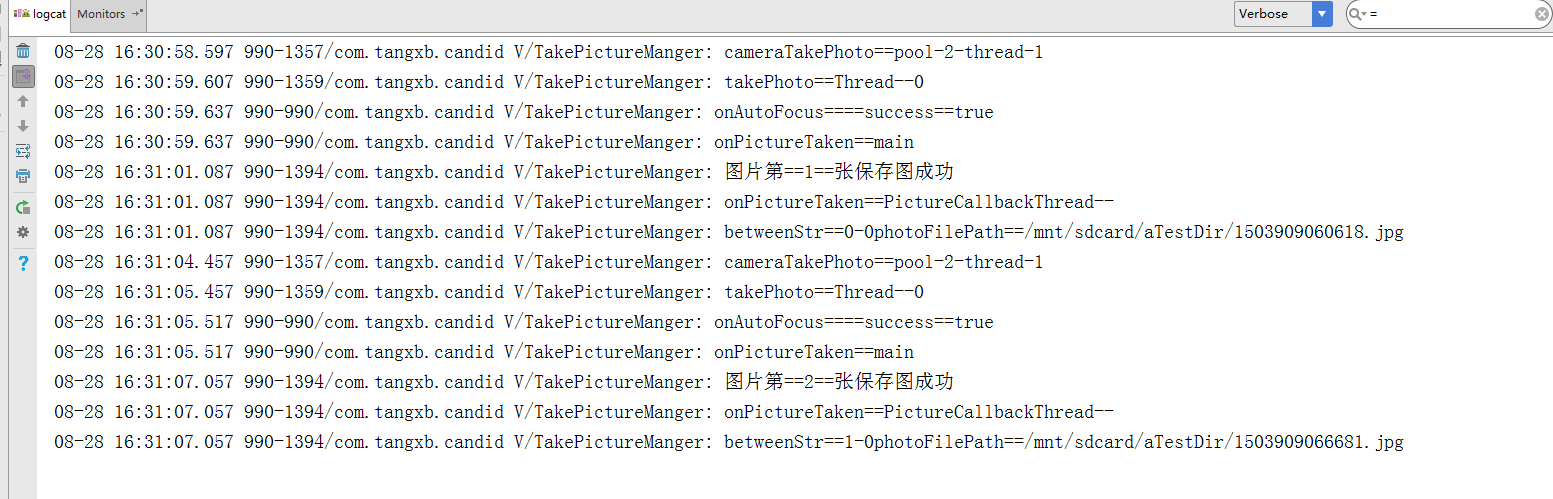 logcat Monitors Verbose =
08-28 16:30:58.597 990-1357/com.tangxb.candid V/TakePictureManger: cameraTakePhoto==pool-2-thread-1
08-28 16:30:59.607 990-1359/com.tangxb.candid V/TakePictureManger: takePhoto==Thread--0
08-28 16:30:59.637 990-990/com.tangxb.candid V/TakePictureManger: onAutoFocus====success==true
08-28 16:30:59.637 990-990/com.tangxb.candid V/TakePictureManger: onPictureTaken==main
08-28 16:31:01.087 990-1394/com.tangxb.candid V/TakePictureManger: 图片第==1==张保存图成功
08-28 16:31:01.087 990-1394/com.tangxb.candid V/TakePictureManger: onPictureTaken==PictureCallbackThread--
08-28 16:31:01.087 990-1394/com.tangxb.candid V/TakePictureManger: betweenStr==0-0photoFilePath==/mnt/sdcard/aTestDir/1503909060618.jpg
08-28 16:31:04.457 990-1357/com.tangxb.candid V/TakePictureManger: cameraTakePhoto==pool-2-thread-1
08-28 16:31:05.457 990-1359/com.tangxb.candid V/TakePictureManger: takePhoto==Thread--0
08-28 16:31:05.517 990-990/com.tangxb.candid V/TakePictureManger: onAutoFocus====success==true
08-28 16:31:05.517 990-990/com.tangxb.candid V/TakePictureManger: onPictureTaken==main
08-28 16:31:07.057 990-1394/com.tangxb.candid V/TakePictureManger: 图片第==2==张保存图成功
08-28 16:31:07.057 990-1394/com.tangxb.candid V/TakePictureManger: onPictureTaken==PictureCallbackThread--
08-28 16:31:07.057 990-1394/com.tangxb.candid V/TakePictureManger: betweenStr==1-0photoFilePath==/mnt/sdcard/aTestDir/1503909066681.jpg